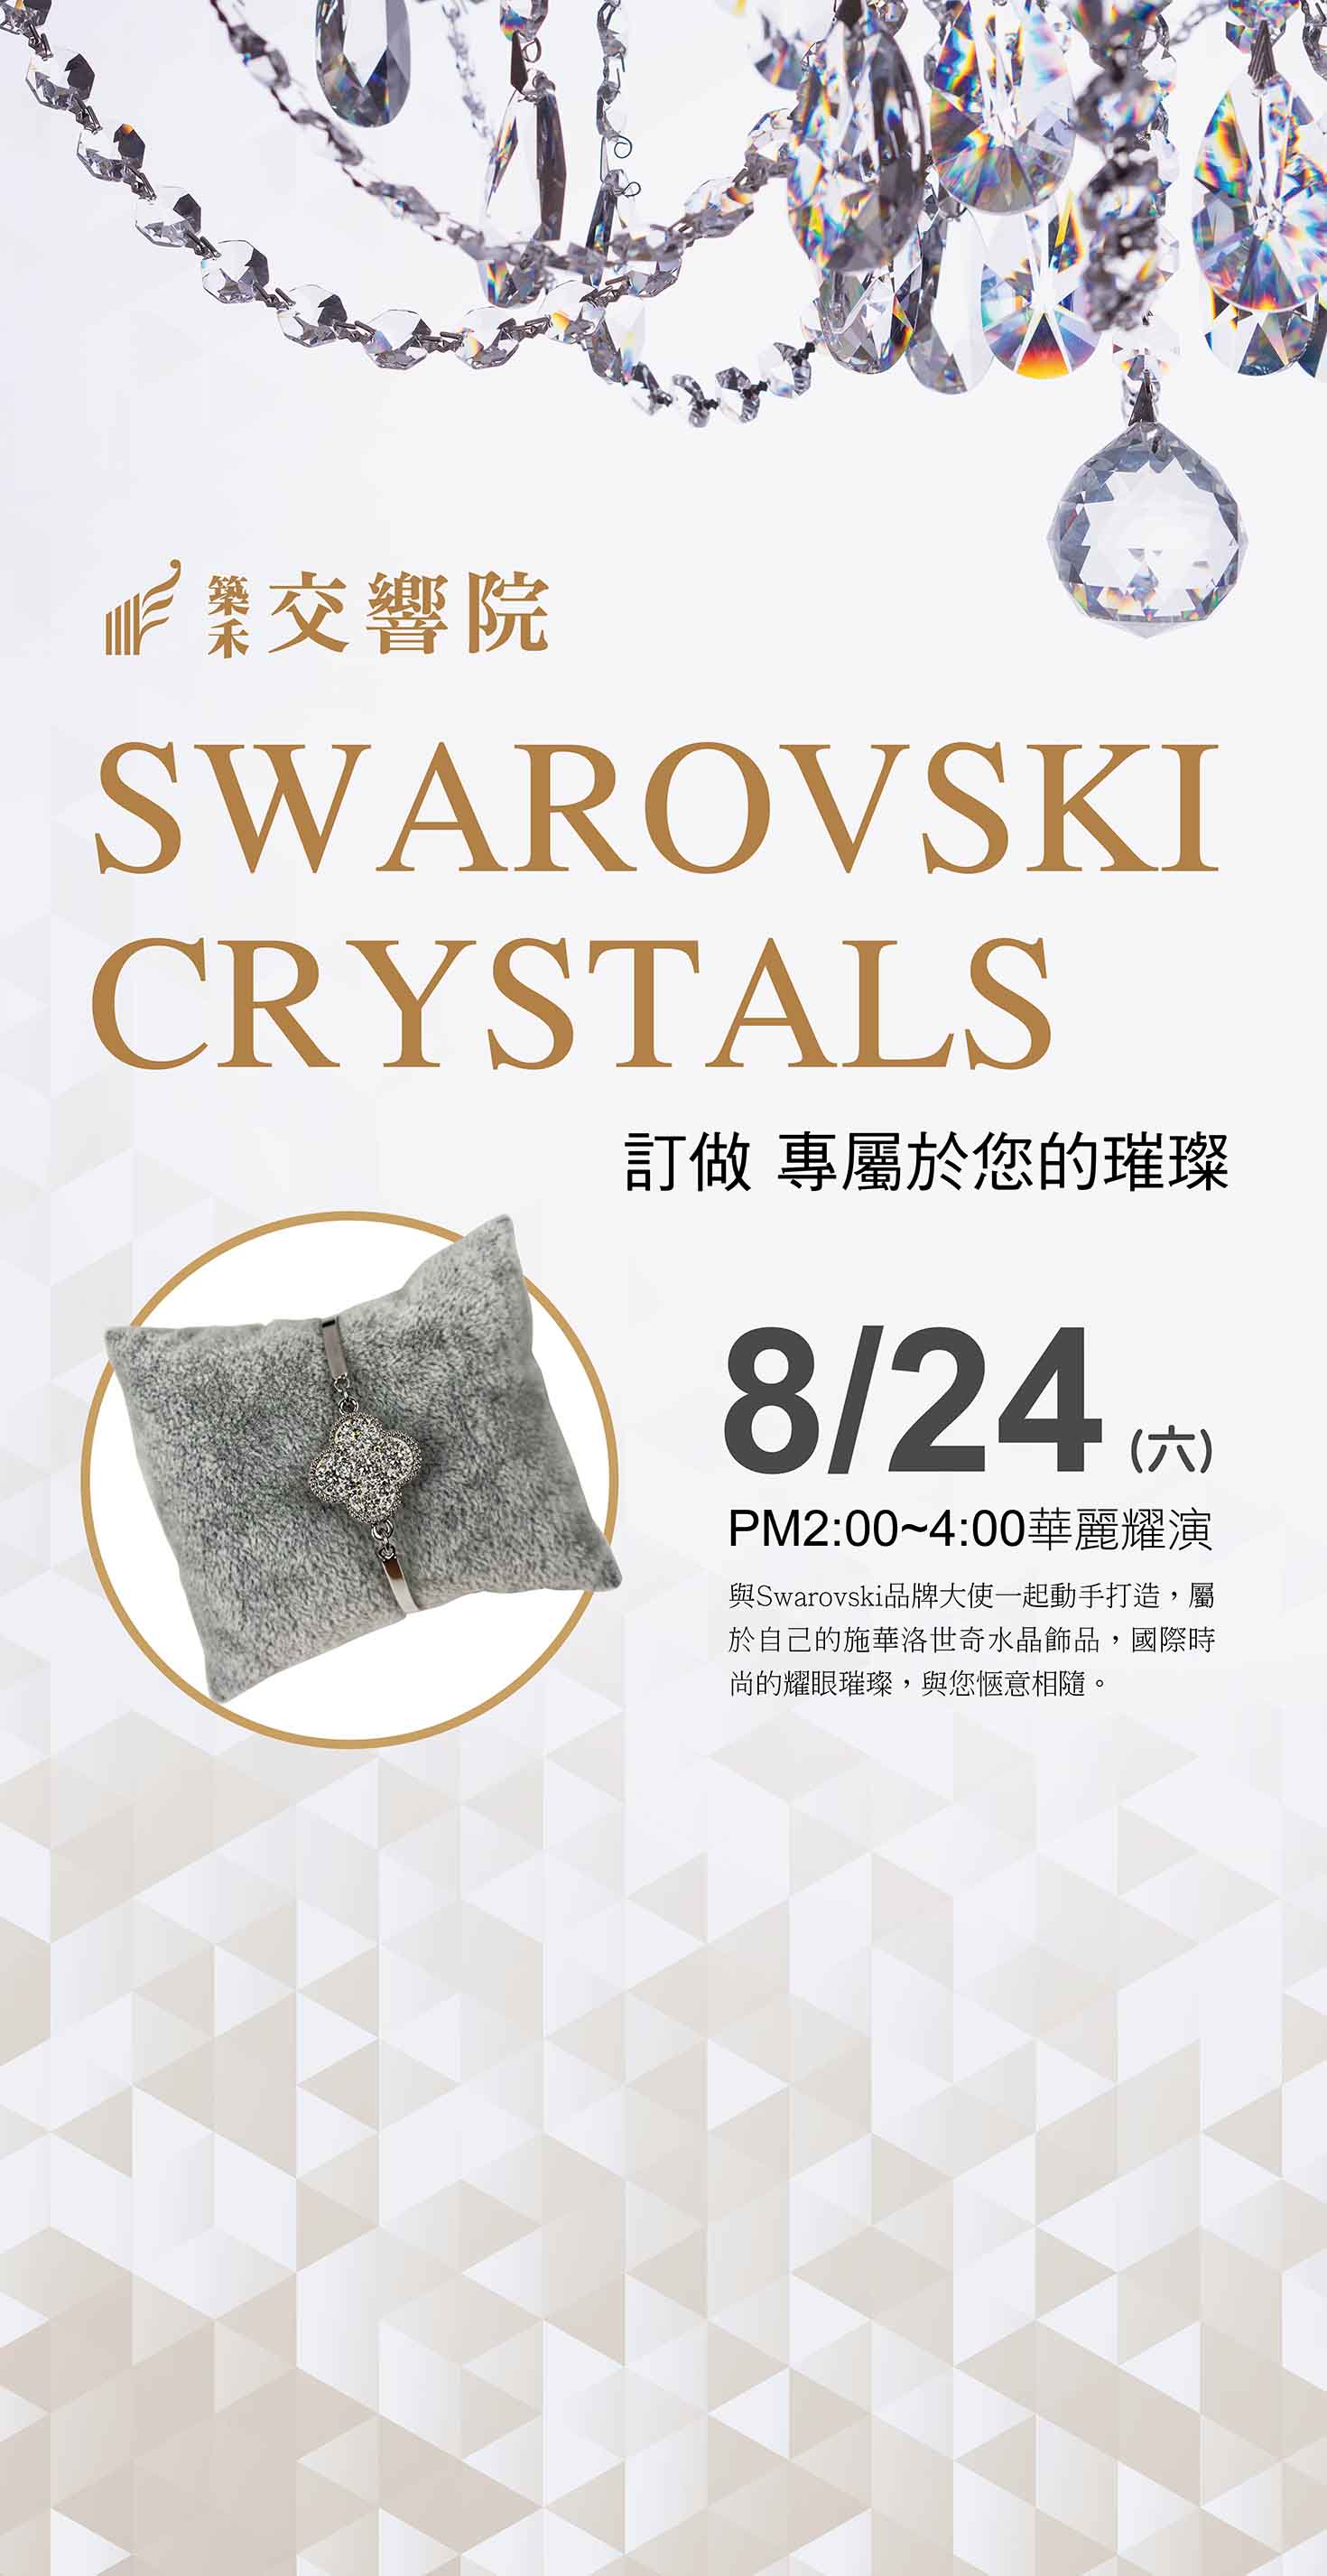 築禾交響院
SWAROVSKI
CRYSTALS
訂做 專屬於您的璀璨
8/24(六)
PM2:00~4:00華麗耀演
與Swarovski品牌大使一起動手打造，屬
於自己的施華洛世奇水晶飾品，國際時
尚的耀眼璀璨，與您愜意相隨。